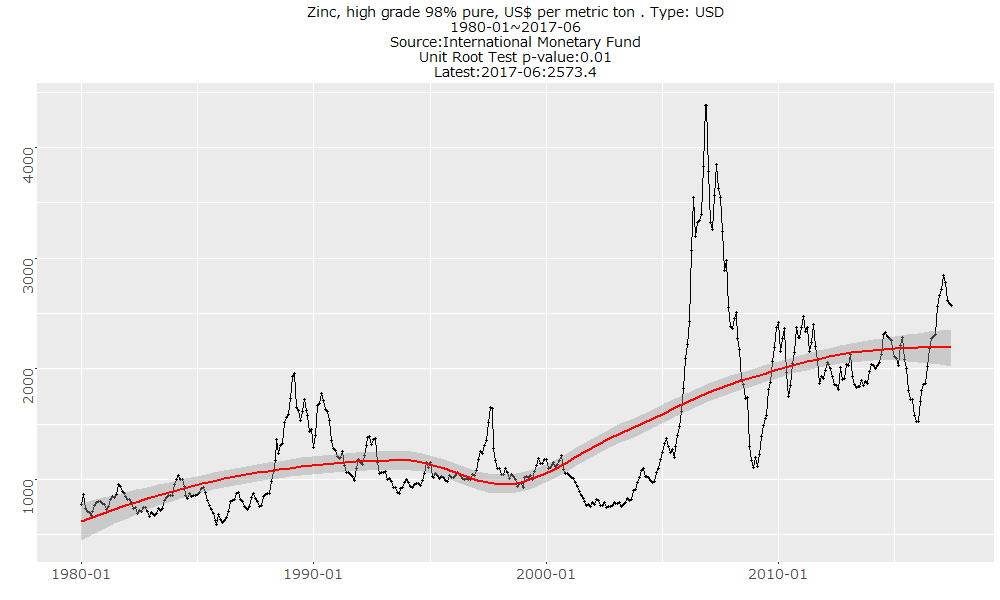 Zinc, high grade 98% pure, US$ per metric ton . Type: USD
1980-01~2017-06
Source:International Monetary Fund
Unit Root Test p-value:0.01
Latest:2017-06:2573.4
4000
3000
2000
1000
1980-01
1990-01
2000-01
2010-01